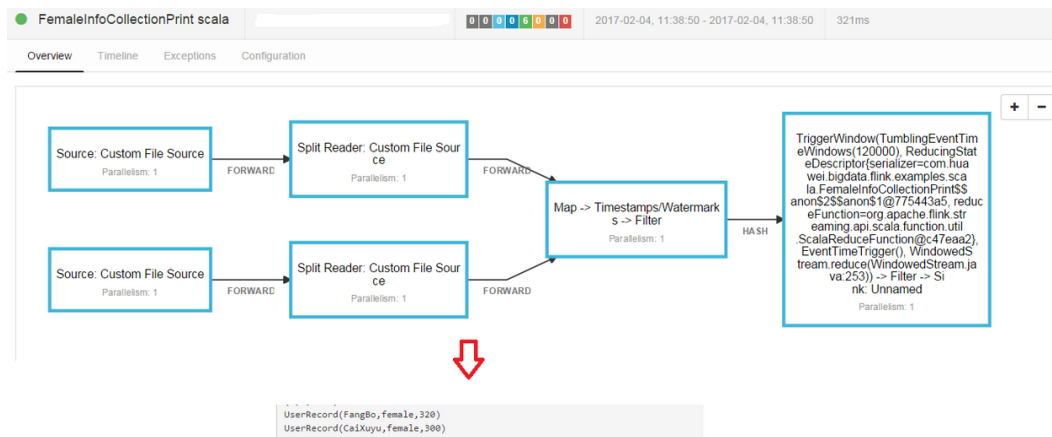 FemaleInfoCollectionPrint scala
0 0 0 0 6 0 0 0
2017-02-04, 11:38:50 - 2017-02-04, 11:38:50
321ms
Overview
Timeline
Exceptions
Configuration
+ −
Source: Custom File Source
Parallelism: 1
FORWARD
Split Reader: Custom File Sour
ce
Parallelism: 1
FORWARD
Source: Custom File Source
Parallelism: 1
FORWARD
Split Reader: Custom File Sour
ce
Parallelism: 1
FORWARD
Map -> Timestamps/Watermark
s -> Filter
Parallelism: 1
HASH
TriggerWindow(TumblingEventTim
eWindows(120000), ReducingStat
eDescriptor{serializer=com.hua
wei.bigdata.flink.examples.sca
la.FemaleInfoCollectionPrint$$
anon$2$$anon$1@775443a5, reduc
eFunction=org.apache.flink.str
eaming.api.scala.function.util
.ScalaReduceFunction@c47eaa2},
EventTimeTrigger(), WindowedS
tream.reduce(WindowedStream.ja
va:253)) -> Filter -> Si
nk: Unnamed
Parallelism: 1
UserRecord(FangBo,female,320)
UserRecord(CaiXuyu,female,300)